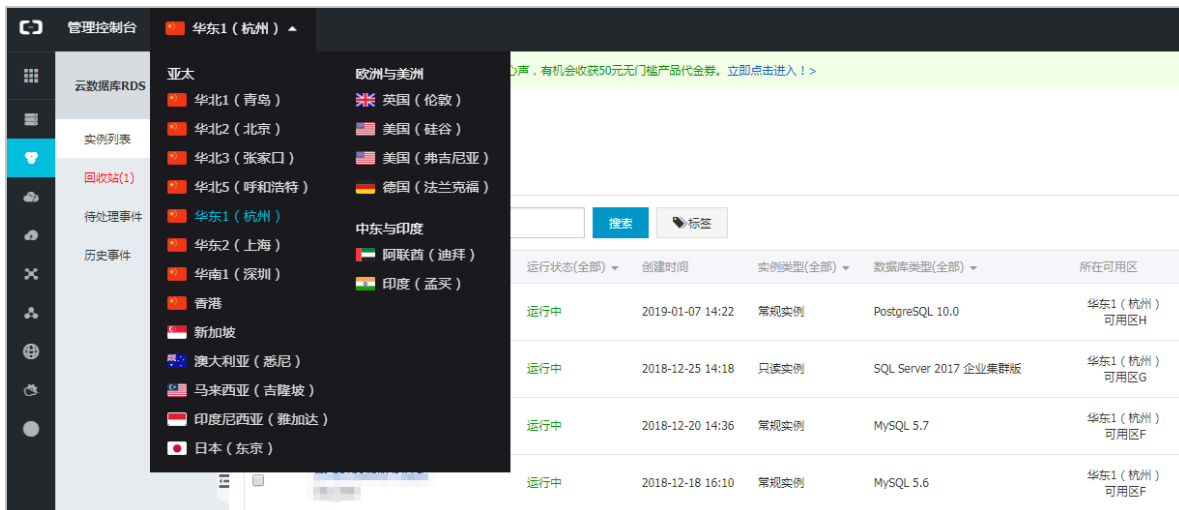 管理控制台 华东1（杭州）
云数据库RDS
实例列表
回收站(1)
待处理事件
历史事件
亚太
华北1（青岛）
华北2（北京）
华北3（张家口）
华北5（呼和浩特）
华东1（杭州）
华东2（上海）
华南1（深圳）
香港
新加坡
澳大利亚（悉尼）
马来西亚（吉隆坡）
印度尼西亚（雅加达）
日本（东京）
欧洲与美洲
英国（伦敦）
美国（硅谷）
美国（弗吉尼亚）
德国（法兰克福）
中东与印度
阿联酋（迪拜）
印度（孟买）
心声，有机会收获50元无门槛产品代金券。立即点击进入！>
搜索 标签
运行状态(全部) 创建时间 实例类型(全部) 数据库类型(全部) 所在可用区
运行中 2019-01-07 14:22 常规实例 PostgreSQL 10.0 华东1（杭州）
可用区H
运行中 2018-12-25 14:18 只读实例 SQL Server 2017 企业集群版 华东1（杭州）
可用区G
运行中 2018-12-20 14:36 常规实例 MySQL 5.7 华东1（杭州）
可用区F
运行中 2018-12-18 16:10 常规实例 MySQL 5.6 华东1（杭州）
可用区F